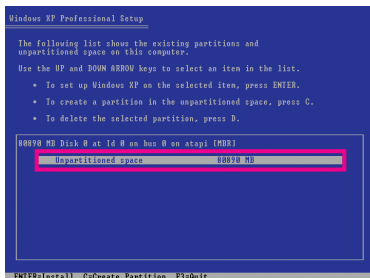 Windows XP Professional Setup
The following list shows the existing partitions and
unpartitioned space on this computer.
Use the UP and DOWN ARROW keys to select an item in the list.
• To set up Windows XP on the selected item, press ENTER.
• To create a partition in the unpartitioned space, press C.
• To delete the selected partition, press D.
80890 MB Disk 0 at Id 0 on bus 0 on atapi [MBR]
Unpartitioned space 80890 MB
ENTER=Install C=Create Partition F3=Quit